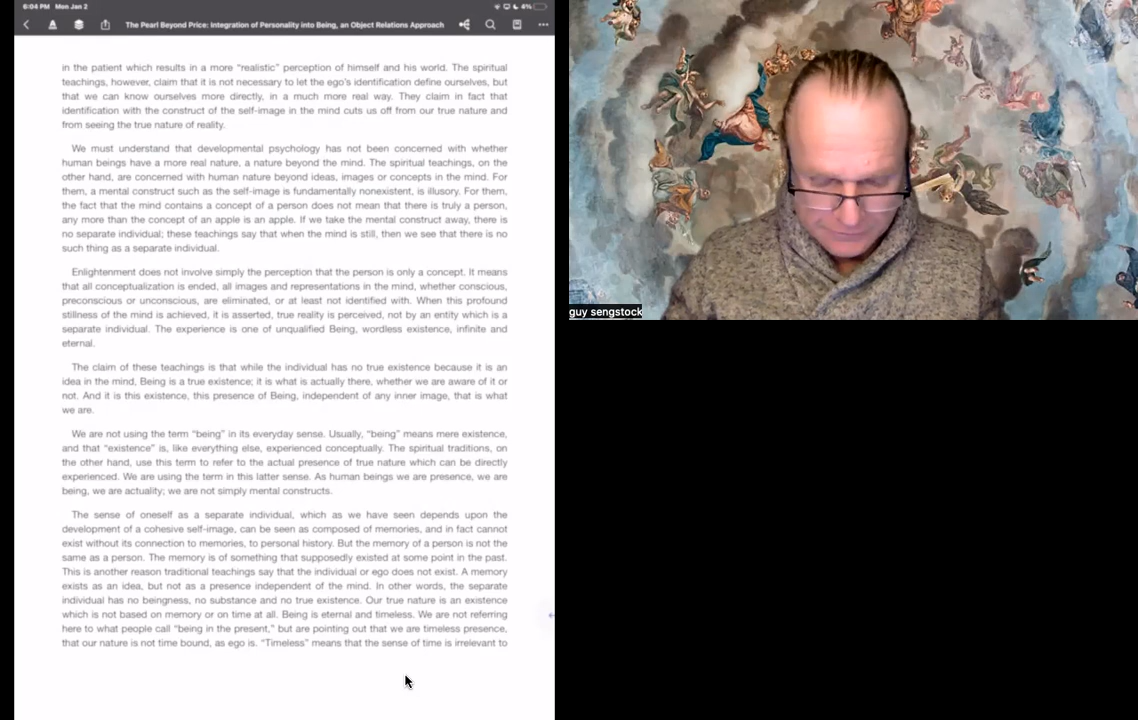 6:04 PM Mon Jan 2
4%
The Pearl Beyond Price: Integration of Personality into Being, an Object Relations Approach
in the patient which results in a more “realistic” perception of himself and his world. The spiritual
teachings, however, claim that it is not necessary to let the ego’s identification define ourselves, but
that we can know ourselves more directly, in a much more real way. They claim in fact that
identification with the construct of the self-image in the mind cuts us off from our true nature and
from seeing the true nature of reality.
We must understand that developmental psychology has not been concerned with whether
human beings have a more real nature, a nature beyond the mind. The spiritual teachings, on the
other hand, are concerned with human nature beyond ideas, images or concepts in the mind. For
them, a mental construct such as the self-image is fundamentally nonexistent, is illusory. For them,
the fact that the mind contains a concept of a person does not mean that there is truly a person,
any more than the concept of an apple is an apple. If we take the mental construct away, there is
no separate individual; these teachings say that when the mind is still, then we see that there is no
such thing as a separate individual.
Enlightenment does not involve simply the perception that the person is only a concept. It means
that all conceptualization is ended, all images and representations in the mind, whether conscious,
preconscious or unconscious, are eliminated, or at least not identified with. When this profound
stillness of the mind is achieved, it is asserted, true reality is perceived, not by an entity which is a
separate individual. The experience is one of unqualified Being, wordless existence, infinite and
eternal.
The claim of these teachings is that while the individual has no true existence because it is an
idea in the mind, Being is a true existence; it is what is actually there, whether we are aware of it or
not. And it is this existence, this presence of Being, independent of any inner image, that is what
we are.
We are not using the term “being” in its everyday sense. Usually, “being” means mere existence,
and that “existence” is, like everything else, experienced conceptually. The spiritual traditions, on
the other hand, use this term to refer to the actual presence of true nature which can be directly
experienced. We are using the term in this latter sense. As human beings we are presence, we are
being, we are actuality; we are not simply mental constructs.
The sense of oneself as a separate individual, which as we have seen depends upon the
development of a cohesive self-image, can be seen as composed of memories, and in fact cannot
exist without its connection to memories, to personal history. But the memory of a person is not the
same as a person. The memory is of something that supposedly existed at some point in the past.
This is another reason traditional teachings say that the individual or ego does not exist. A memory
exists as an idea, but not as a presence independent of the mind. In other words, the separate
individual has no beingness, no substance and no true existence. Our true nature is an existence
which is not based on memory or on time at all. Being is eternal and timeless. We are not referring
here to what people call “being in the present,” but are pointing out that we are timeless presence,
that our nature is not time bound, as ego is. “Timeless” means that the sense of time is irrelevant to
guy sengstock